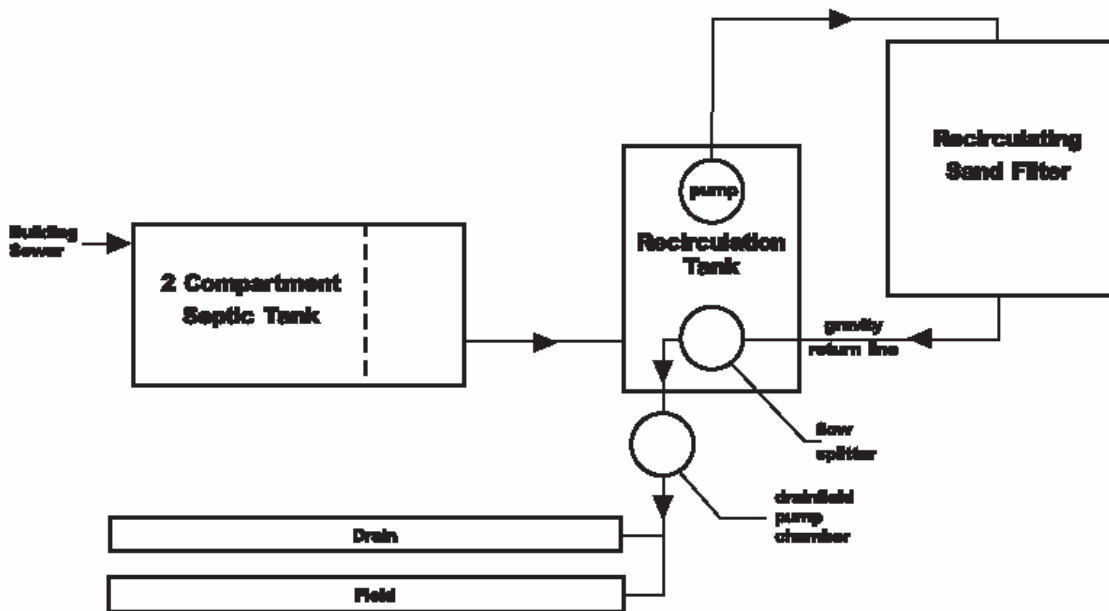 Building
Sewer
2 Compartment
Septic Tank
pump
Recirculation
Tank
Recirculating
Sand Filter
gravity
return line
flow
splitter
drainfield
pump
chamber
Drain
Field